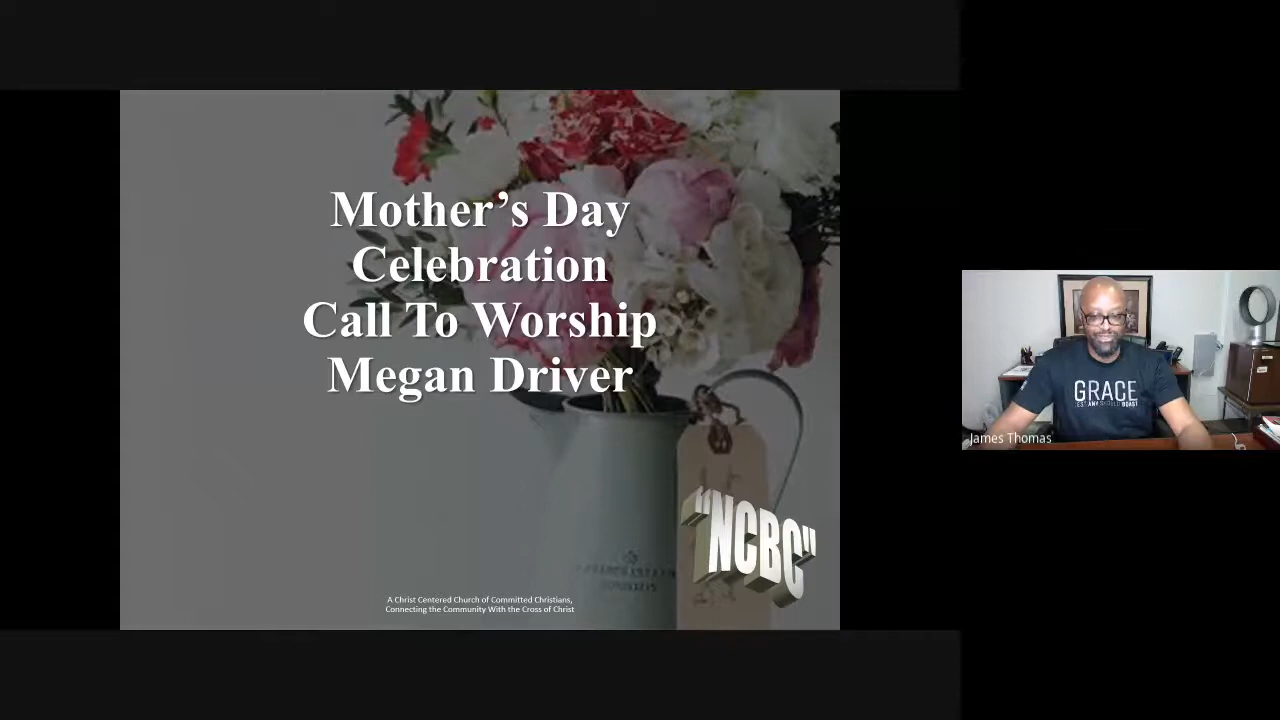 Mother’s Day
Celebration
Call To Worship
Megan Driver
"NCBC"
A Christ Centered Church of Committed Christians,
Connecting the Community With the Cross of Christ
GRACE
BOAST
James Thomas